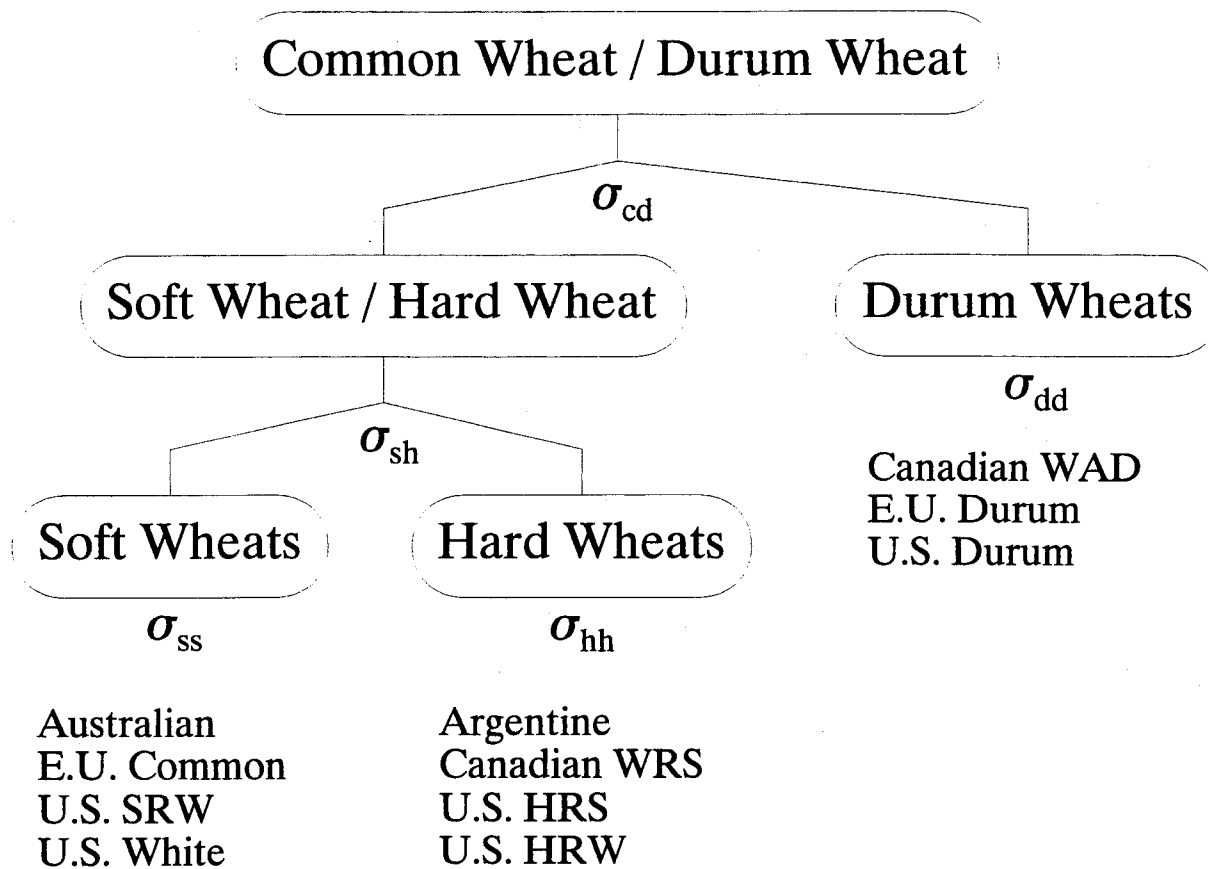 Common Wheat / Durum Wheat
σcd
Soft Wheat / Hard Wheat
Durum Wheats
σsh
σdd
Canadian WAD
E.U. Durum
U.S. Durum
Soft Wheats
Hard Wheats
σss
σhh
Australian
E.U. Common
U.S. SRW
U.S. White
Argentine
Canadian WRS
U.S. HRS
U.S. HRW